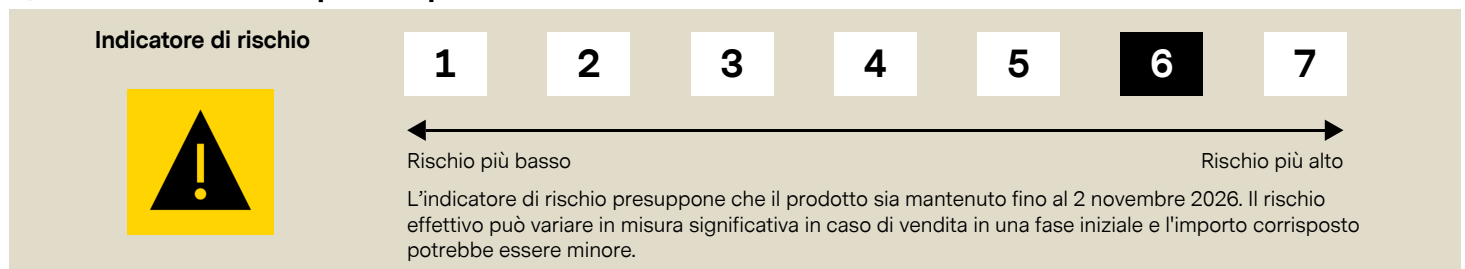 Indicatore di rischio
1 2 3 4 5 6 7
Rischio più basso Rischio più alto
L'indicatore di rischio presuppone che il prodotto sia mantenuto fino al 2 novembre 2026. Il rischio
effettivo può variare in misura significativa in caso di vendita in una fase iniziale e l'importo corrisposto
potrebbe essere minore.